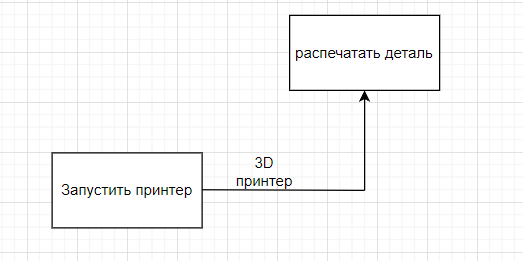 распечатать деталь
3D
принтер
Запустить принтер